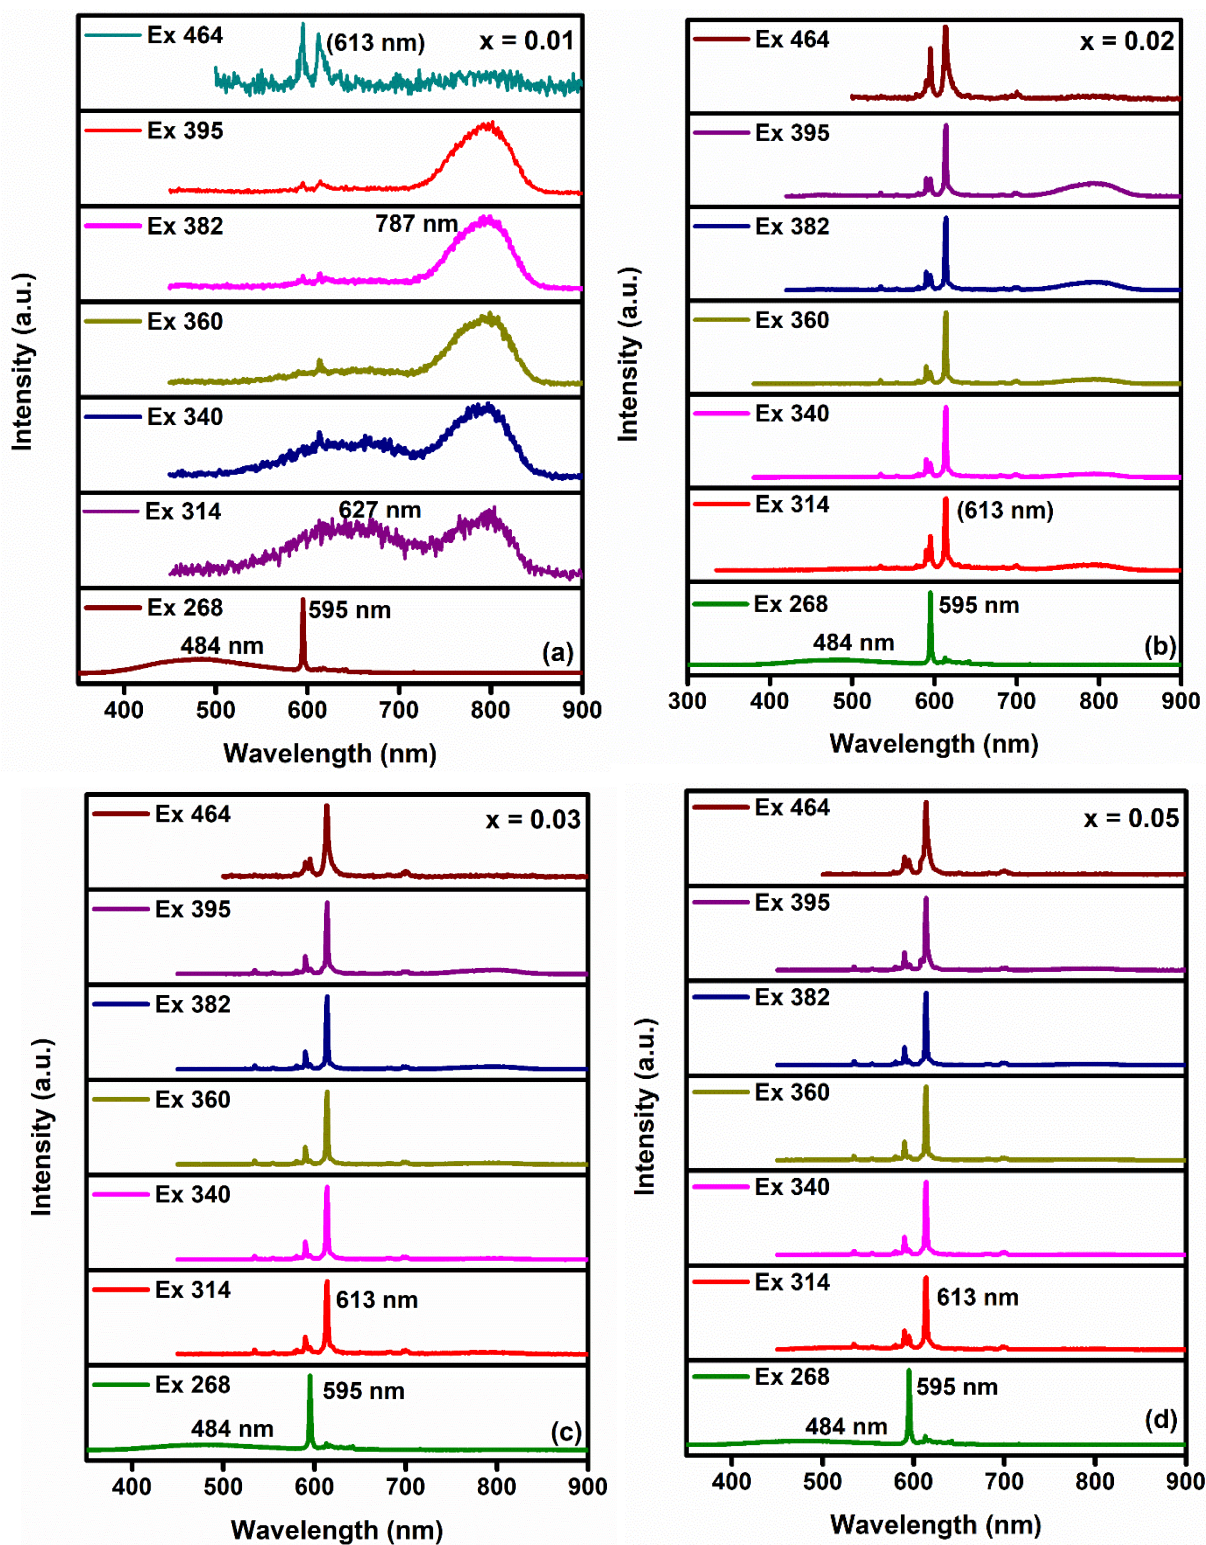 Ex 464
(613 nm)
x = 0.01
Ex 395
Ex 382
787 nm
Ex 360
Ex 340
Ex 314
627 nm
Ex 268
595 nm
484 nm
(a)
400 500 600 700 800 900
Wavelength (nm)
Intensity (a.u.)
Ex 464
x = 0.02
Ex 395
Ex 382
Ex 360
Ex 340
Ex 314
(613 nm)
Ex 268
595 nm
484 nm
(b)
300 400 500 600 700 800 900
Wavelength (nm)
Intensity (a.u.)
Ex 464
x = 0.03
Ex 395
Ex 382
Ex 360
Ex 340
Ex 314
613 nm
Ex 268
595 nm
484 nm
(c)
400 500 600 700 800 900
Wavelength (nm)
Intensity (a.u.)
Ex 464
x = 0.05
Ex 395
Ex 382
Ex 360
Ex 340
Ex 314
613 nm
Ex 268
595 nm
484 nm
(d)
400 500 600 700 800 900
Wavelength (nm)
Intensity (a.u.)